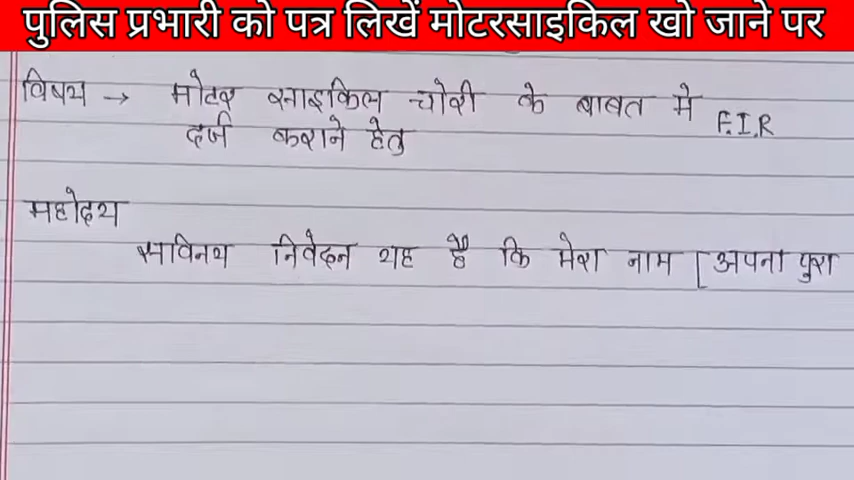 पुलिस प्रभारी को पत्र लिखें मोटरसाइकिल खो जाने पर
विषय → मोटर साइकिल चोरी के बाबत मे F.I.R
दर्ज कराने हेतु
महोदय
सविनय निवेदन यह है कि मेरा नाम [अपना पुरा